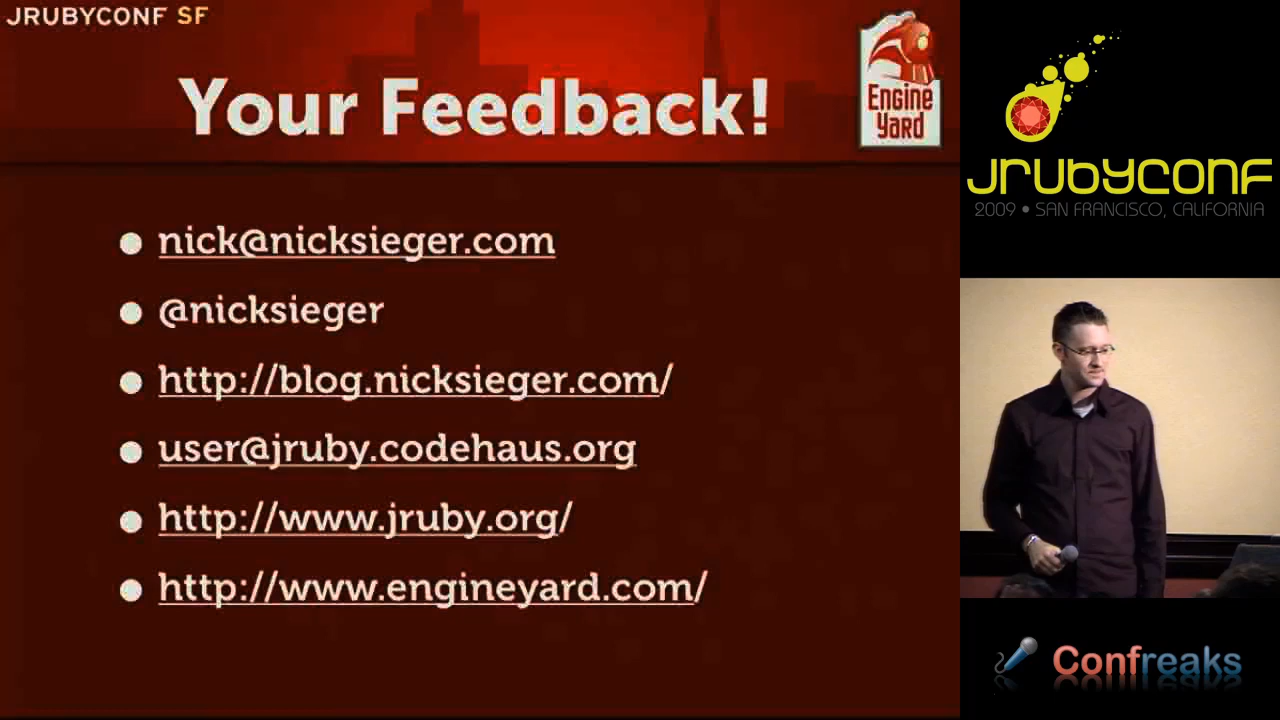 JRUBYCONF SF
Your Feedback!
Engine
Yard
nick@nicksieger.com
@nicksieger
http://blog.nicksieger.com/
user@jruby.codehaus.org
http://www.jruby.org/
http://www.engineyard.com/
JRUBYCONF
2009 • SAN FRANCISCO, CALIFORNIA
Confreaks